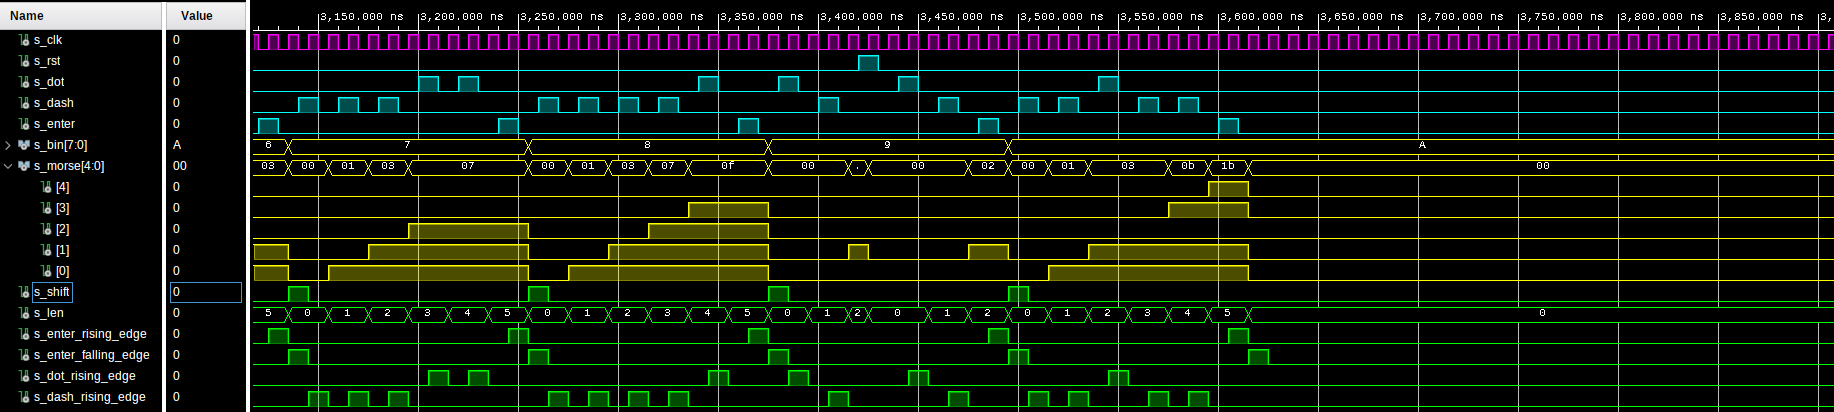 Name Value 3,150.000 ns 3,200.000 ns 3,250.000 ns 3,300.000 ns 3,350.000 ns 3,400.000 ns 3,450.000 ns 3,500.000 ns 3,550.000 ns 3,600.000 ns 3,650.000 ns 3,700.000 ns 3,750.000 ns 3,800.000 ns 3,850.000 ns 3,
s_clk 0
s_rst 0
s_dot 0
s_dash 0
s_enter 0
s_bin[7:0] A 6 7 8 9 A
s_morse[4:0] 00 03 00 01 03 07 00 01 03 07 0f 00 . 00 02 00 01 03 0b 1b 00
[4] 0
[3] 0
[2] 0
[1] 0
[0] 0
s_shift 0
s_len 0 5 0 1 2 3 4 5 0 1 2 3 4 5 0 1 2 0 1 2 0 1 2 3 4 5 0
s_enter_rising_edge 0
s_enter_falling_edge 0
s_dot_rising_edge 0
s_dash_rising_edge 0